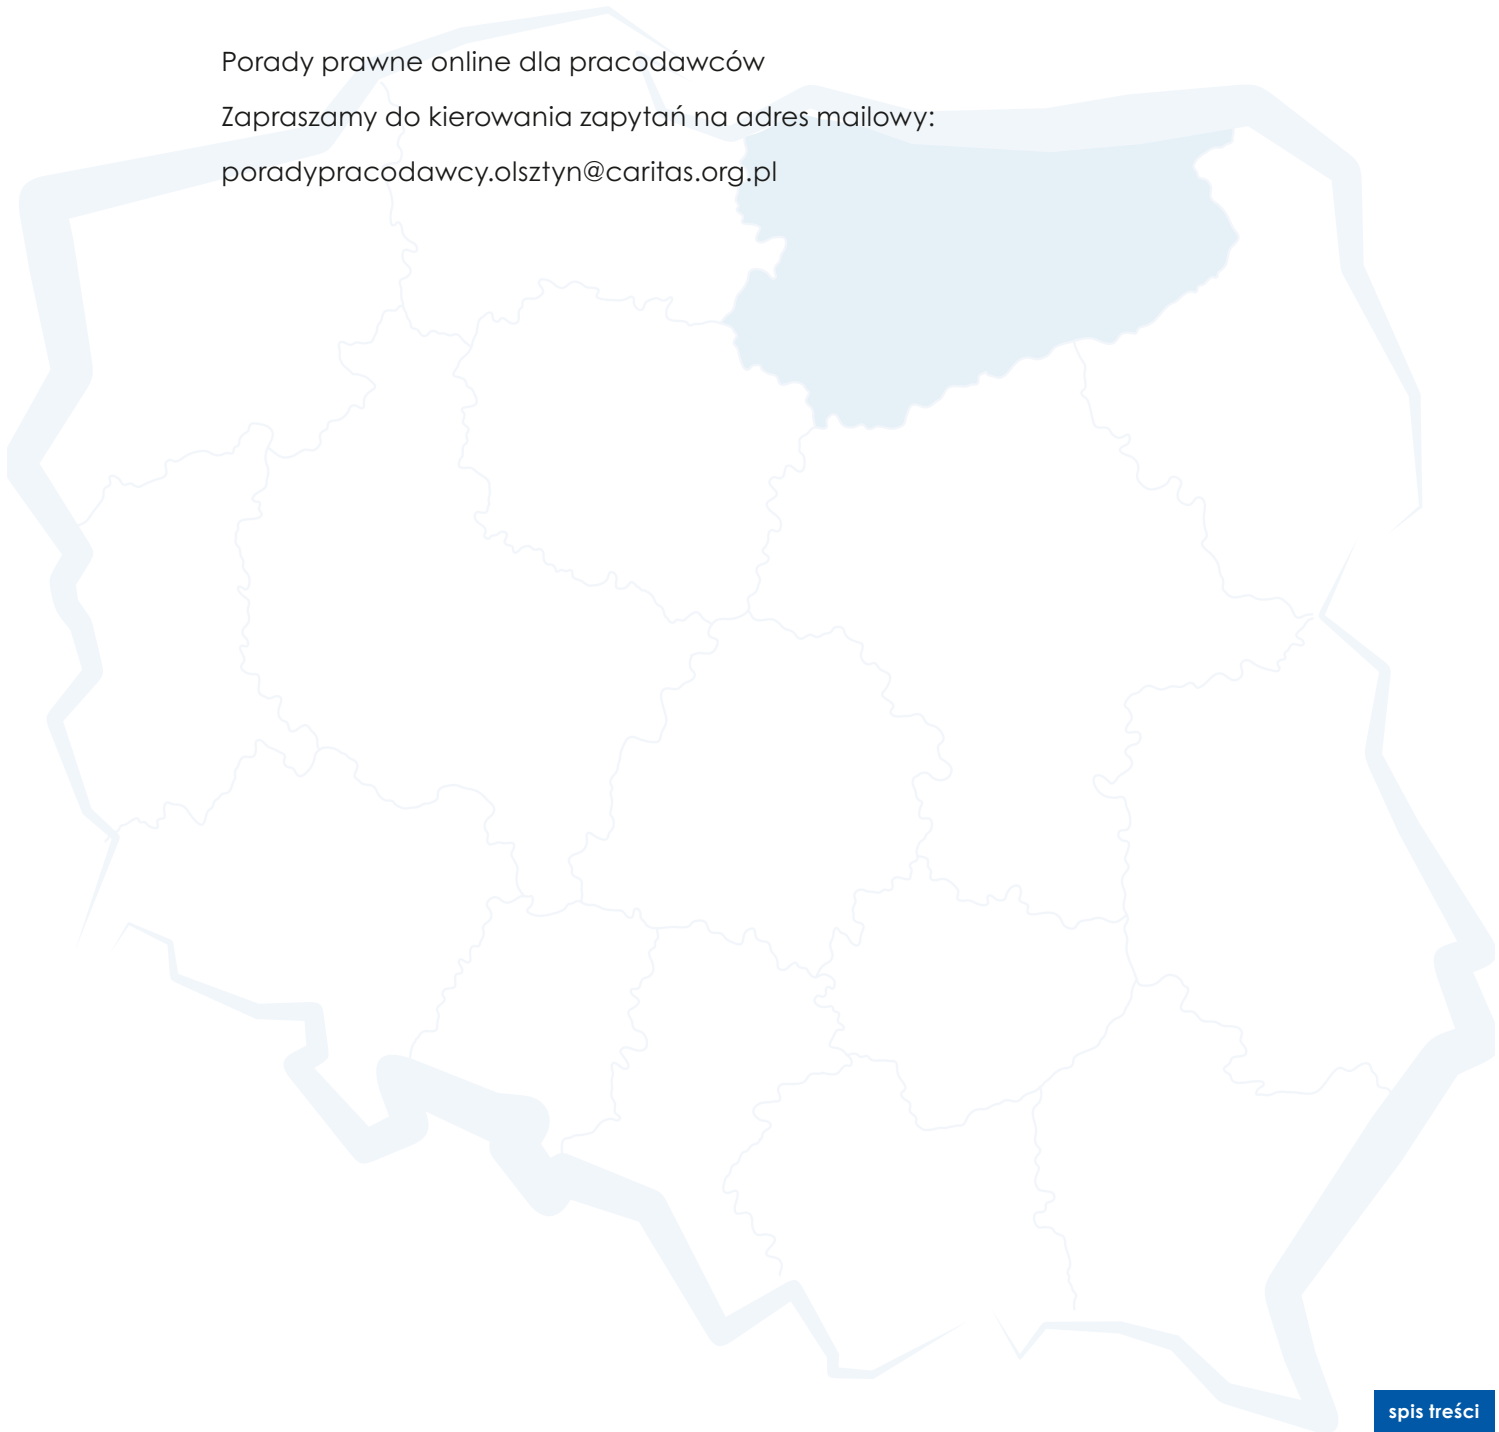 Porady prawne online dla pracodawców
Zapraszamy do kierowania zapytań na adres mailowy:
poradypracodawcy.olsztyn@caritas.org.pl
spis treści